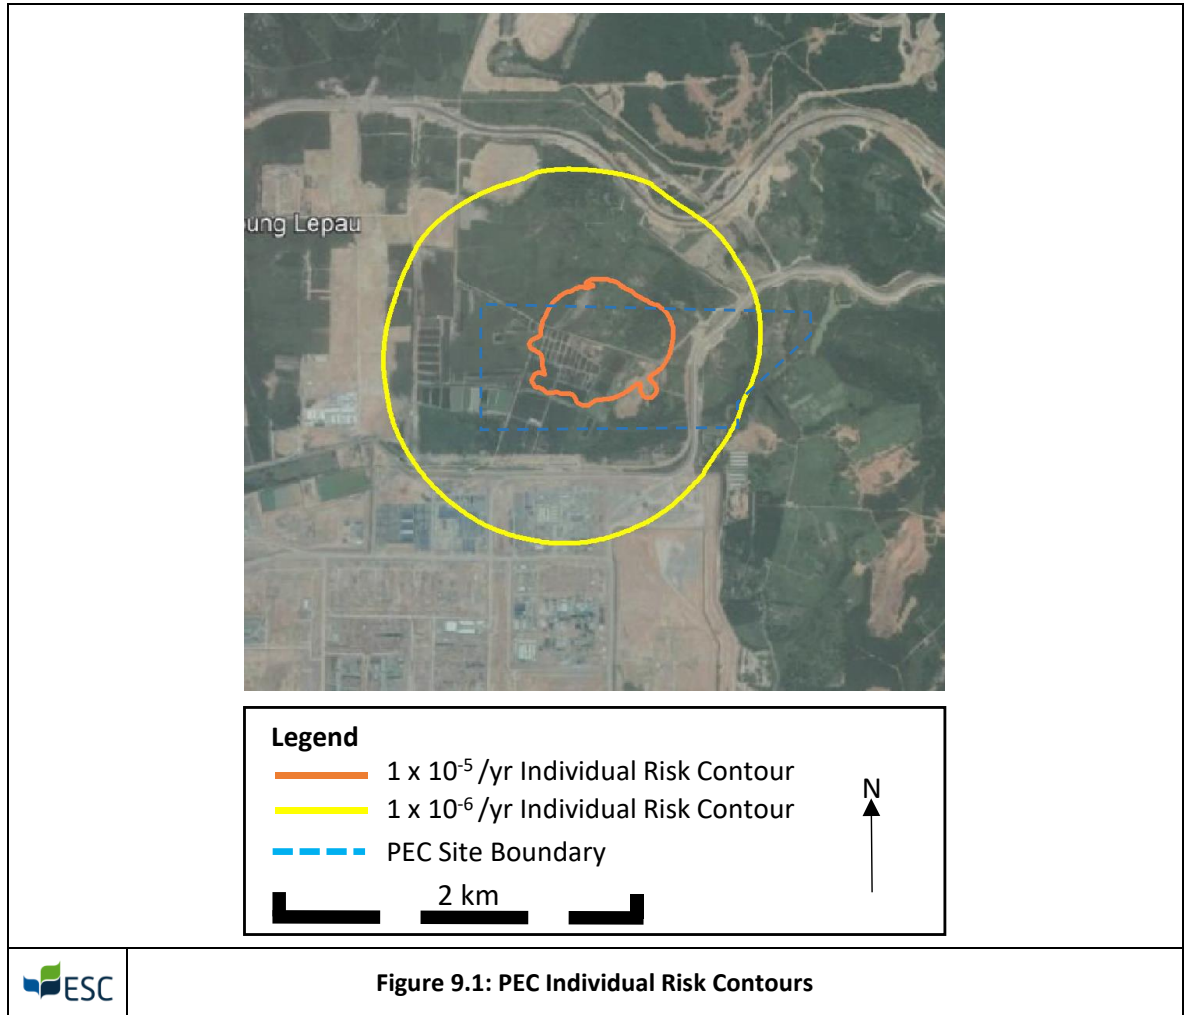 ung Lepau
Legend
1 x 10⁻⁵ /yr Individual Risk Contour
1 x 10⁻⁶ /yr Individual Risk Contour
N
PEC Site Boundary
2 km
ESC
Figure 9.1: PEC Individual Risk Contours